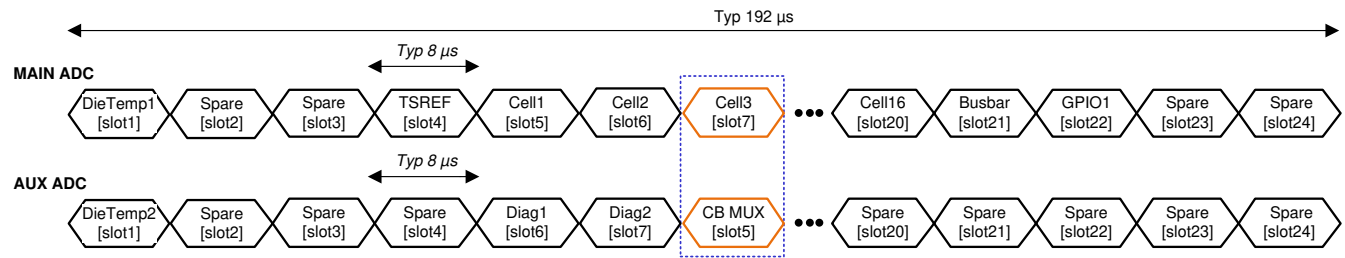 Typ 192 µs
Typ 8 µs
MAIN ADC
DieTemp1 Spare Spare TSREF Cell1 Cell2 Cell3 Cell16 Busbar GPIO1 Spare Spare
[slot1] [slot2] [slot3] [slot4] [slot5] [slot6] [slot7] [slot20] [slot21] [slot22] [slot23] [slot24]
Typ 8 µs
AUX ADC
DieTemp2 Spare Spare Spare Diag1 Diag2 CB MUX Spare Spare Spare Spare Spare
[slot1] [slot2] [slot3] [slot4] [slot6] [slot7] [slot5] [slot20] [slot21] [slot22] [slot23] [slot24]